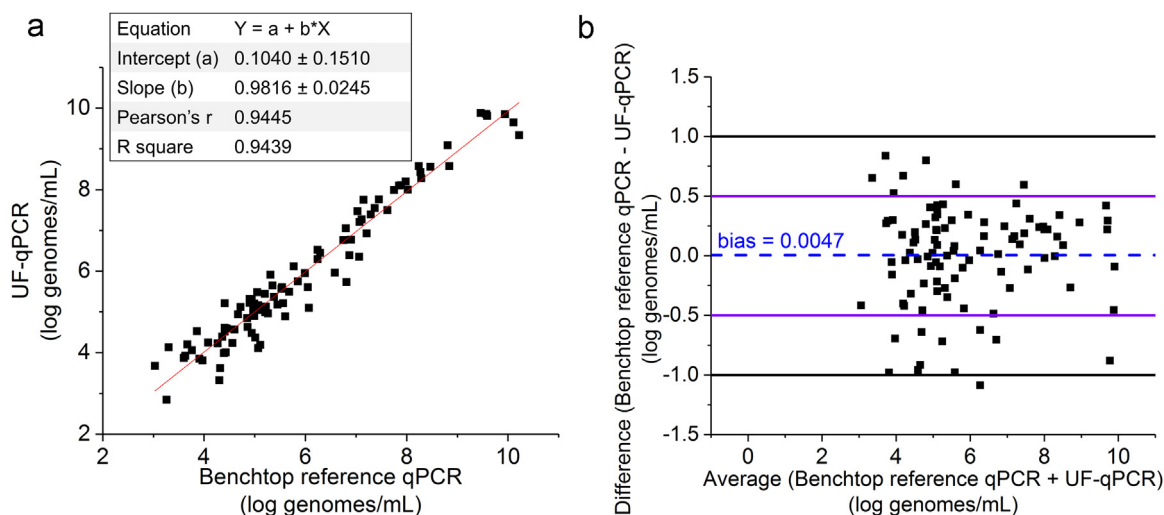 a
Equation Y = a + b*X
Intercept (a) 0.1040 ± 0.1510
Slope (b) 0.9816 ± 0.0245
Pearson's r 0.9445
R square 0.9439
UF-qPCR
(log genomes/mL)
10
8
6
4
2
2 4 6 8 10
Benchtop reference qPCR
(log genomes/mL)
b
Difference (Benchtop reference qPCR - UF-qPCR)
(log genomes/mL)
1.5
1.0
0.5
bias = 0.0047
0.0
-0.5
-1.0
-1.5
0 2 4 6 8 10
Average (Benchtop reference qPCR + UF-qPCR)
(log genomes/mL)